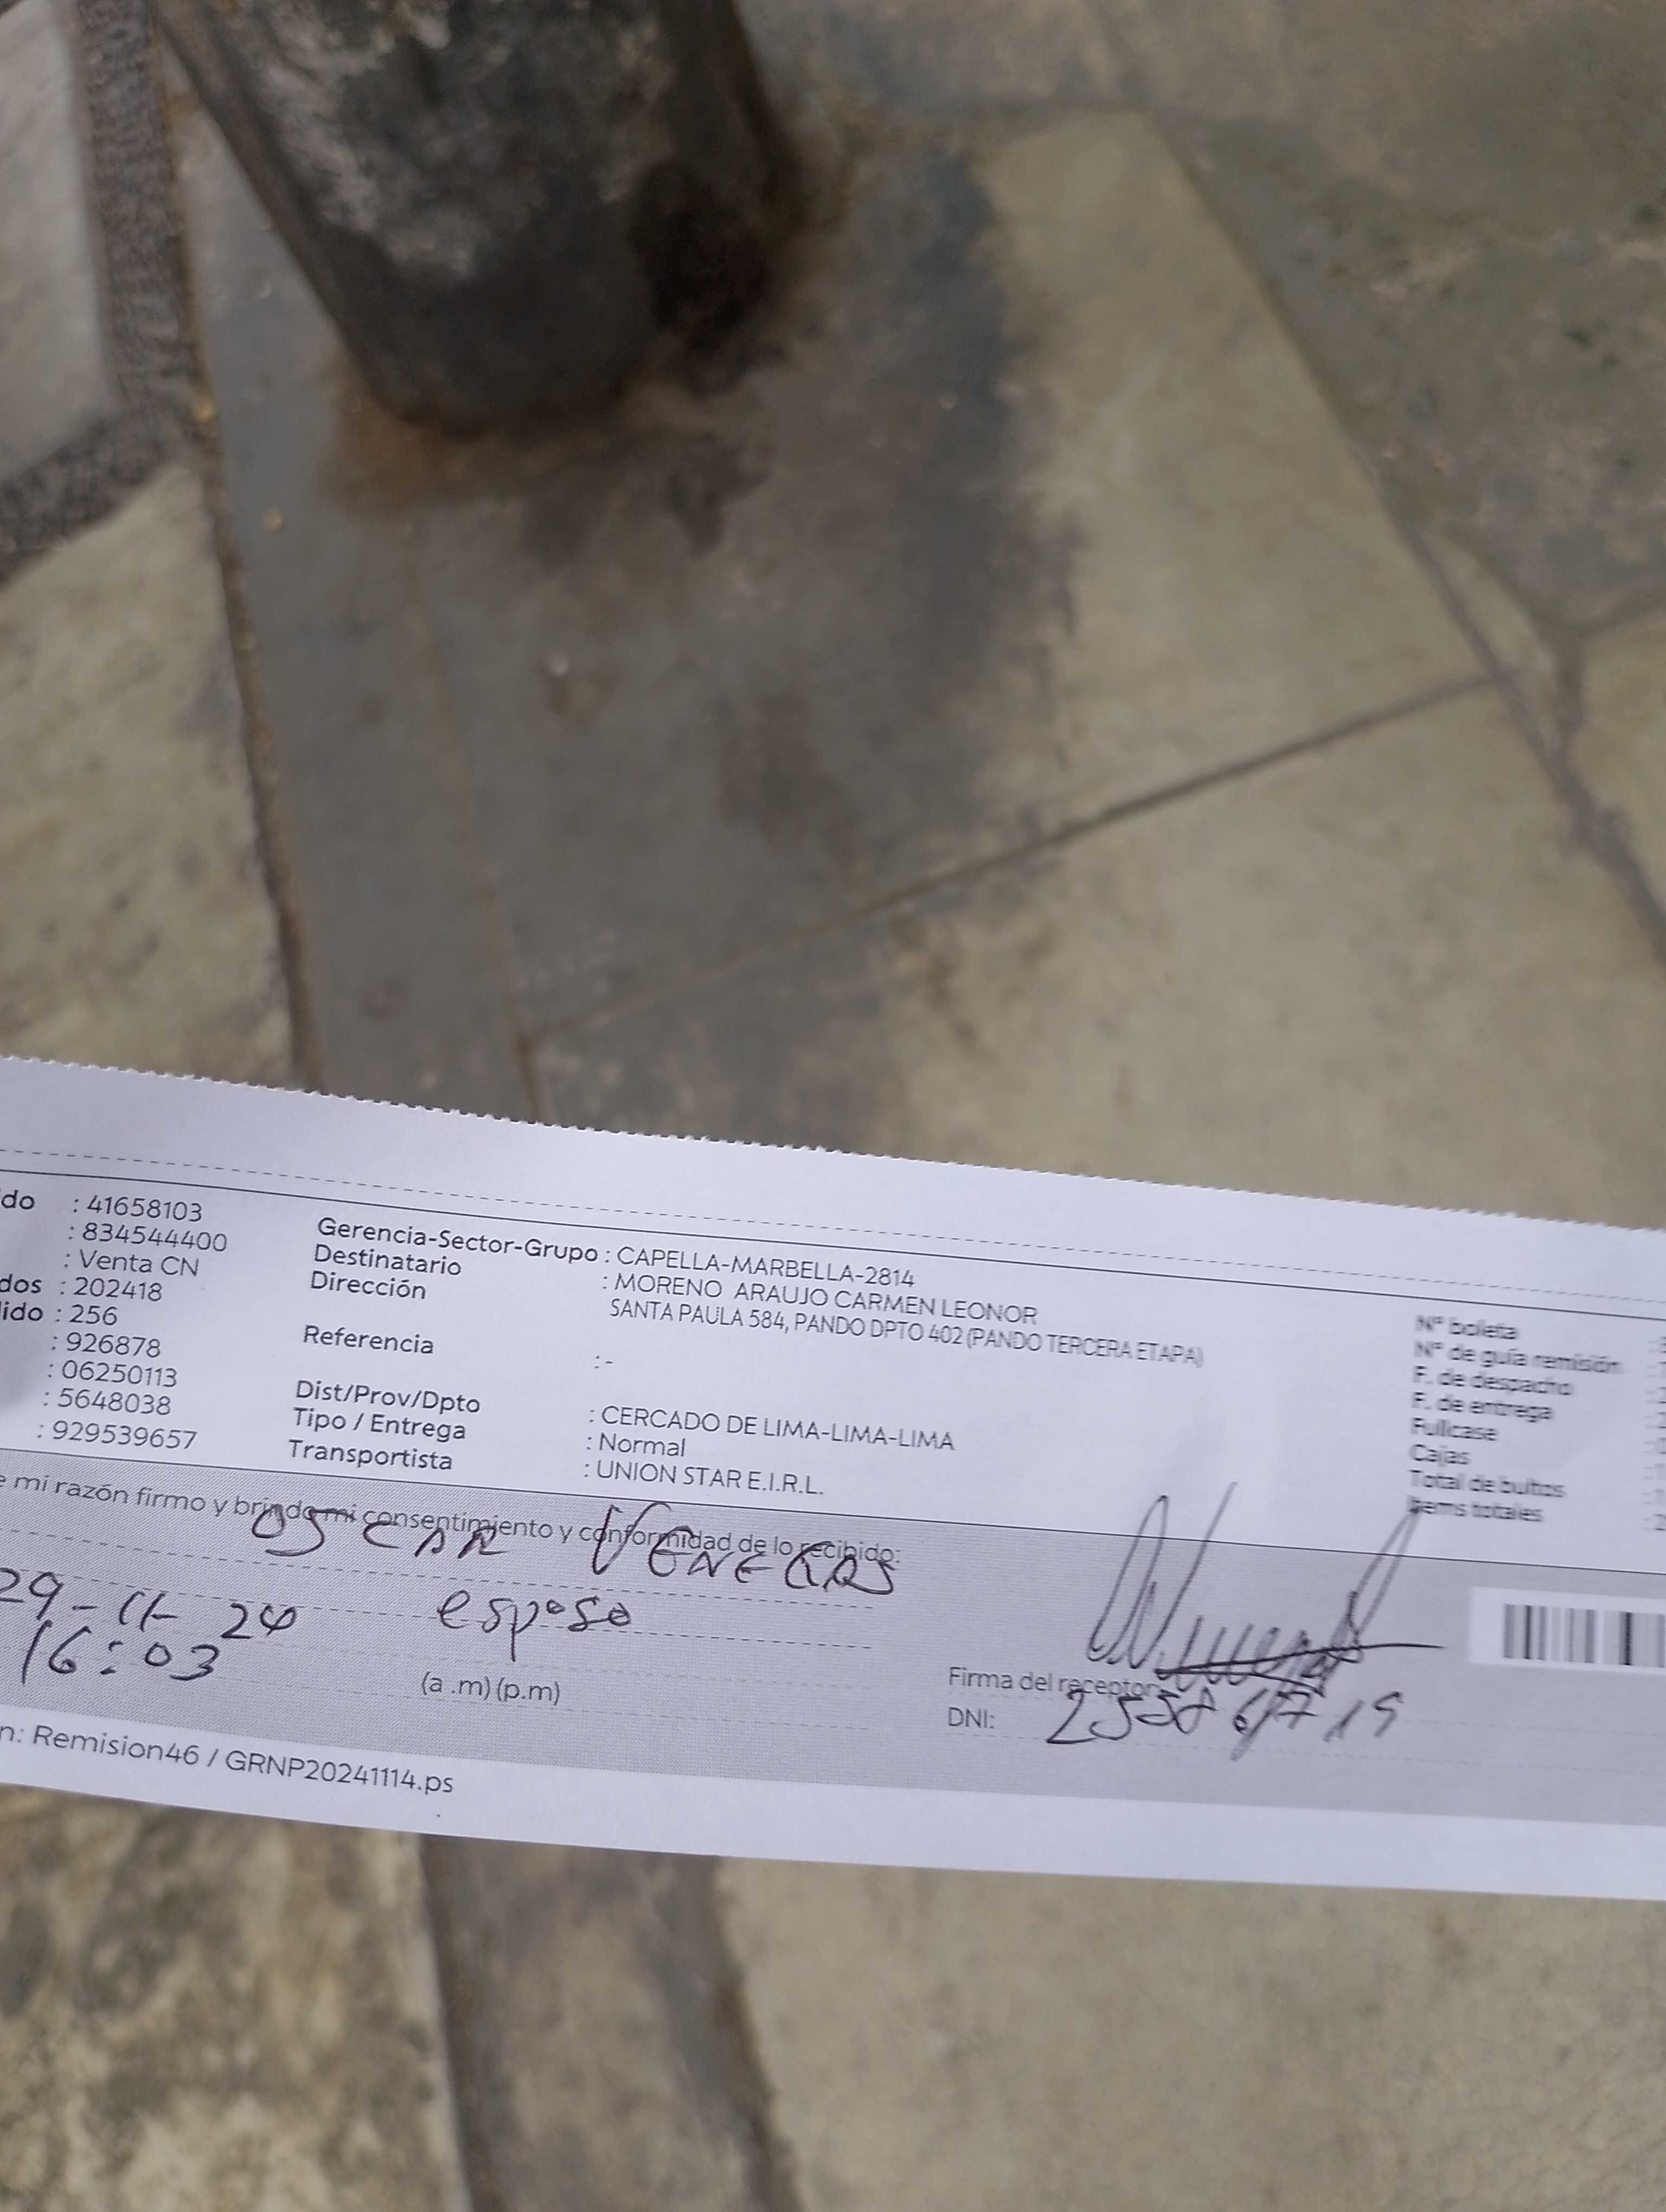 do : 41658103
: 834544400
: Venta CN
dos : 202418
lido : 256
: 926878
: 06250113
: 5648038
: 929539657
Gerencia-Sector-Grupo : CAPELLA-MARBELLA-2814
Destinatario : MORENO ARAUJO CARMEN LEONOR
Dirección SANTA PAULA 584, PANDO DPTO 402 (PANDO TERCERA ETAPA)
Referencia : -
Dist/Prov/Dpto : CERCADO DE LIMA-LIMA-LIMA
Tipo / Entrega : Normal
Transportista : UNION STAR E.I.R.L.
N° boleta
N° de guía remisión
F. de despacho
F. de entrega
Fullcase
Cajas
Total de bultos
Items totales
e mi razón firmo y brindo mi consentimiento y conformidad de lo recibido:
OSCAR VENEGAS
29-11-24 esposo
16:03
(a .m) (p.m)
Firma del receptor:
DNI:
n: Remision46 / GRNP20241114.ps